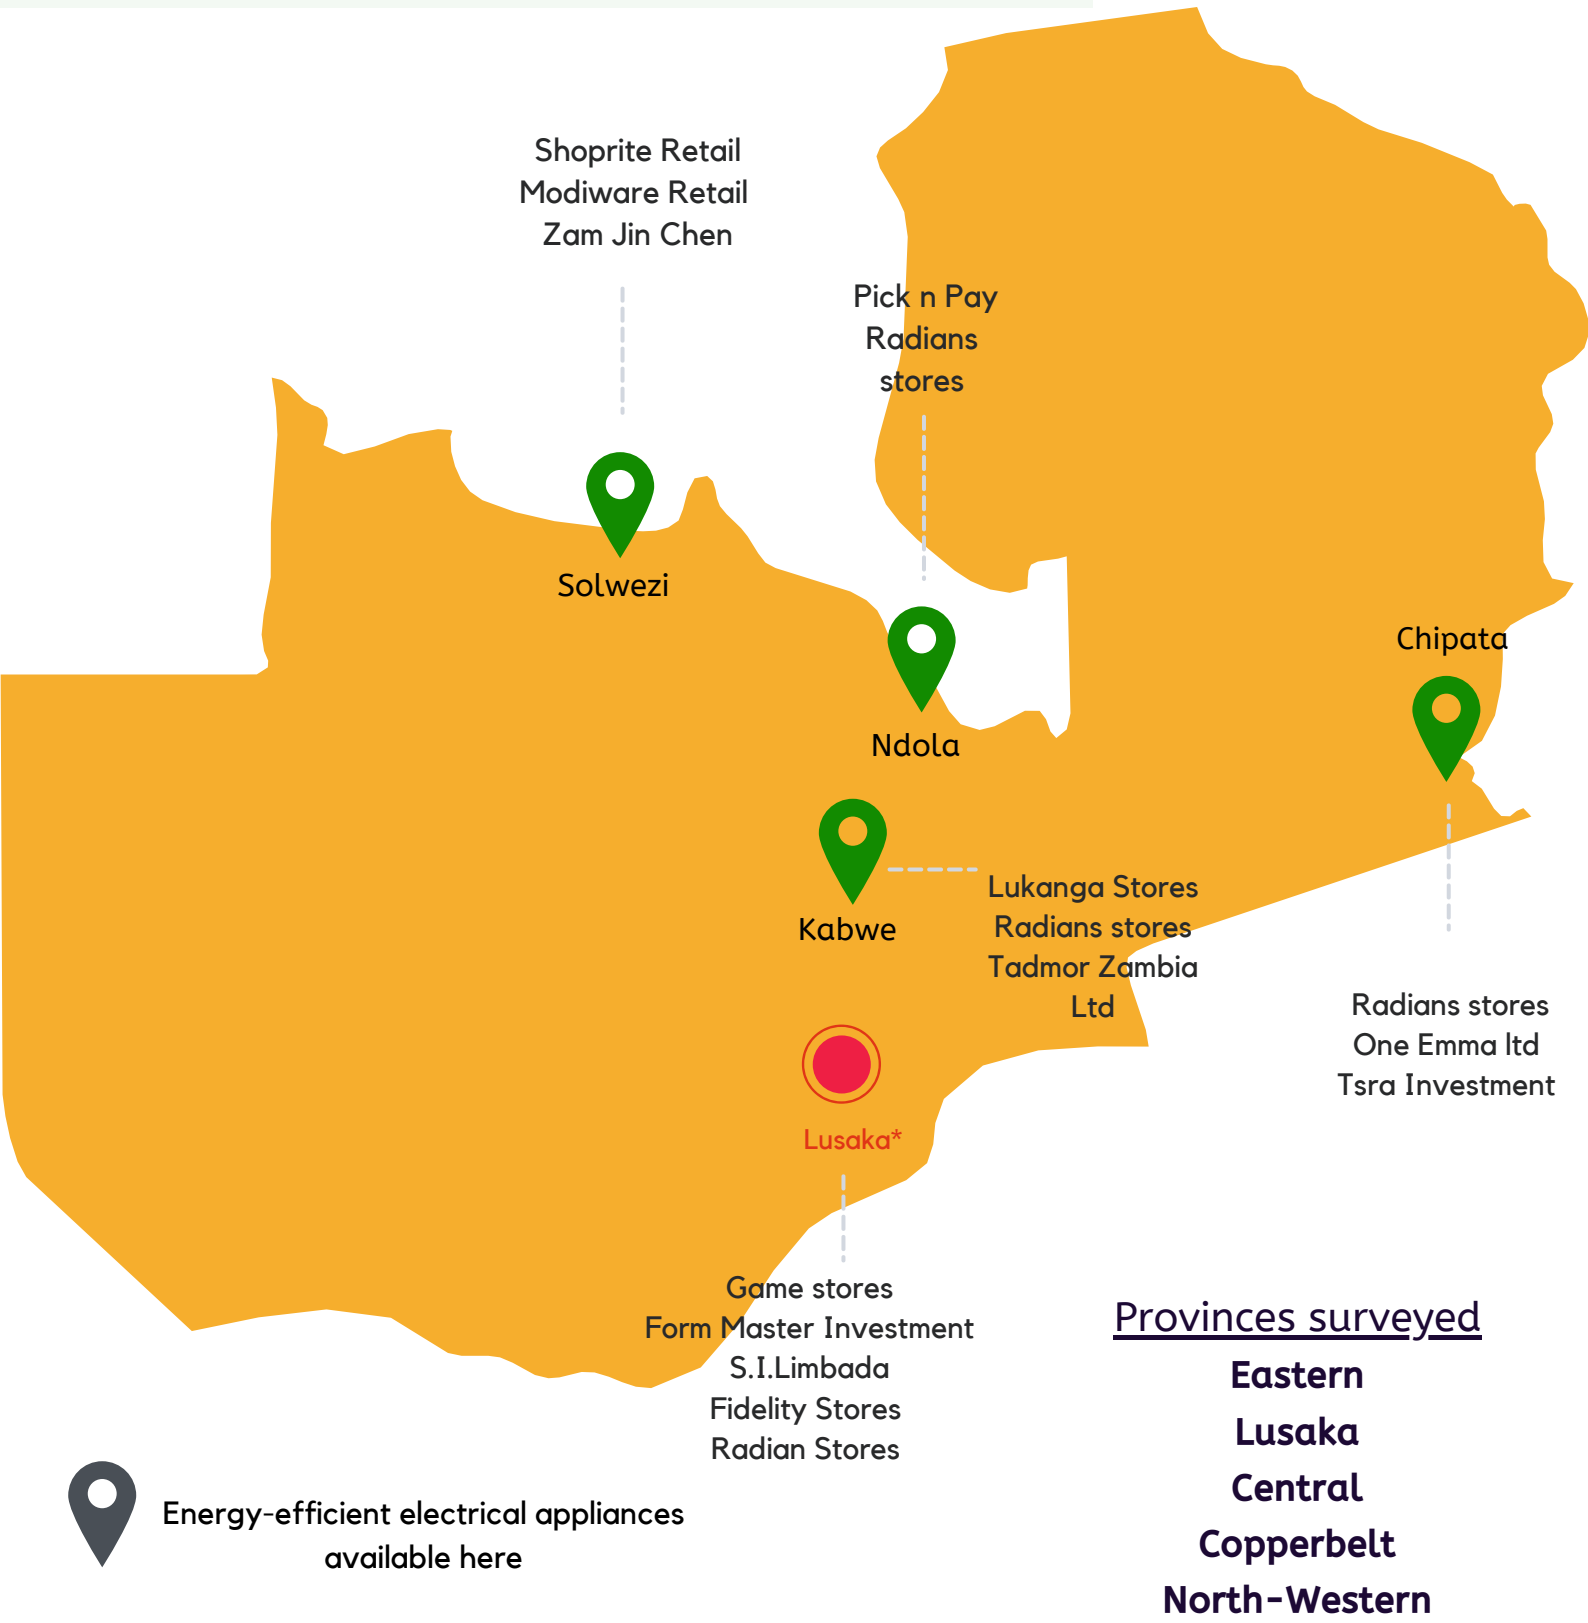 Shoprite Retail
Modiware Retail
Zam Jin Chen
Pick n Pay
Radians
stores
Solwezi
Chipata
Ndola
Lukanga Stores
Radians stores
Tadmor Zambia
Ltd
Kabwe
Radians stores
One Emma ltd
Tsra Investment
Lusaka*
Game stores
Form Master Investment
S.I.Limbada
Fidelity Stores
Radian Stores
Provinces surveyed
Eastern
Lusaka
Central
Copperbelt
North-Western
Energy-efficient electrical appliances
available here